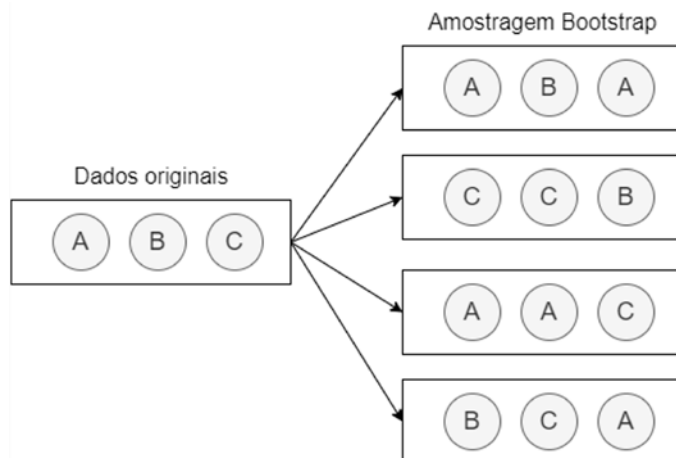 Amostragem Bootstrap
A B A
Dados originais
C C B
A B C
A A C
B C A